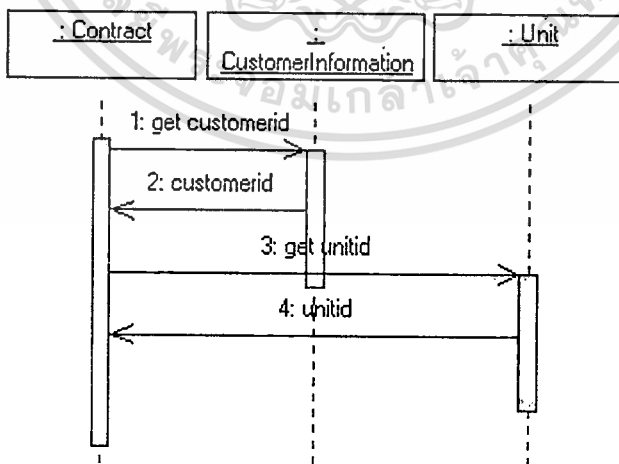 : Contract
:
CustomerInformation
: Unit
1: get customerid
2: customerid
3: get unitid
4: unitid